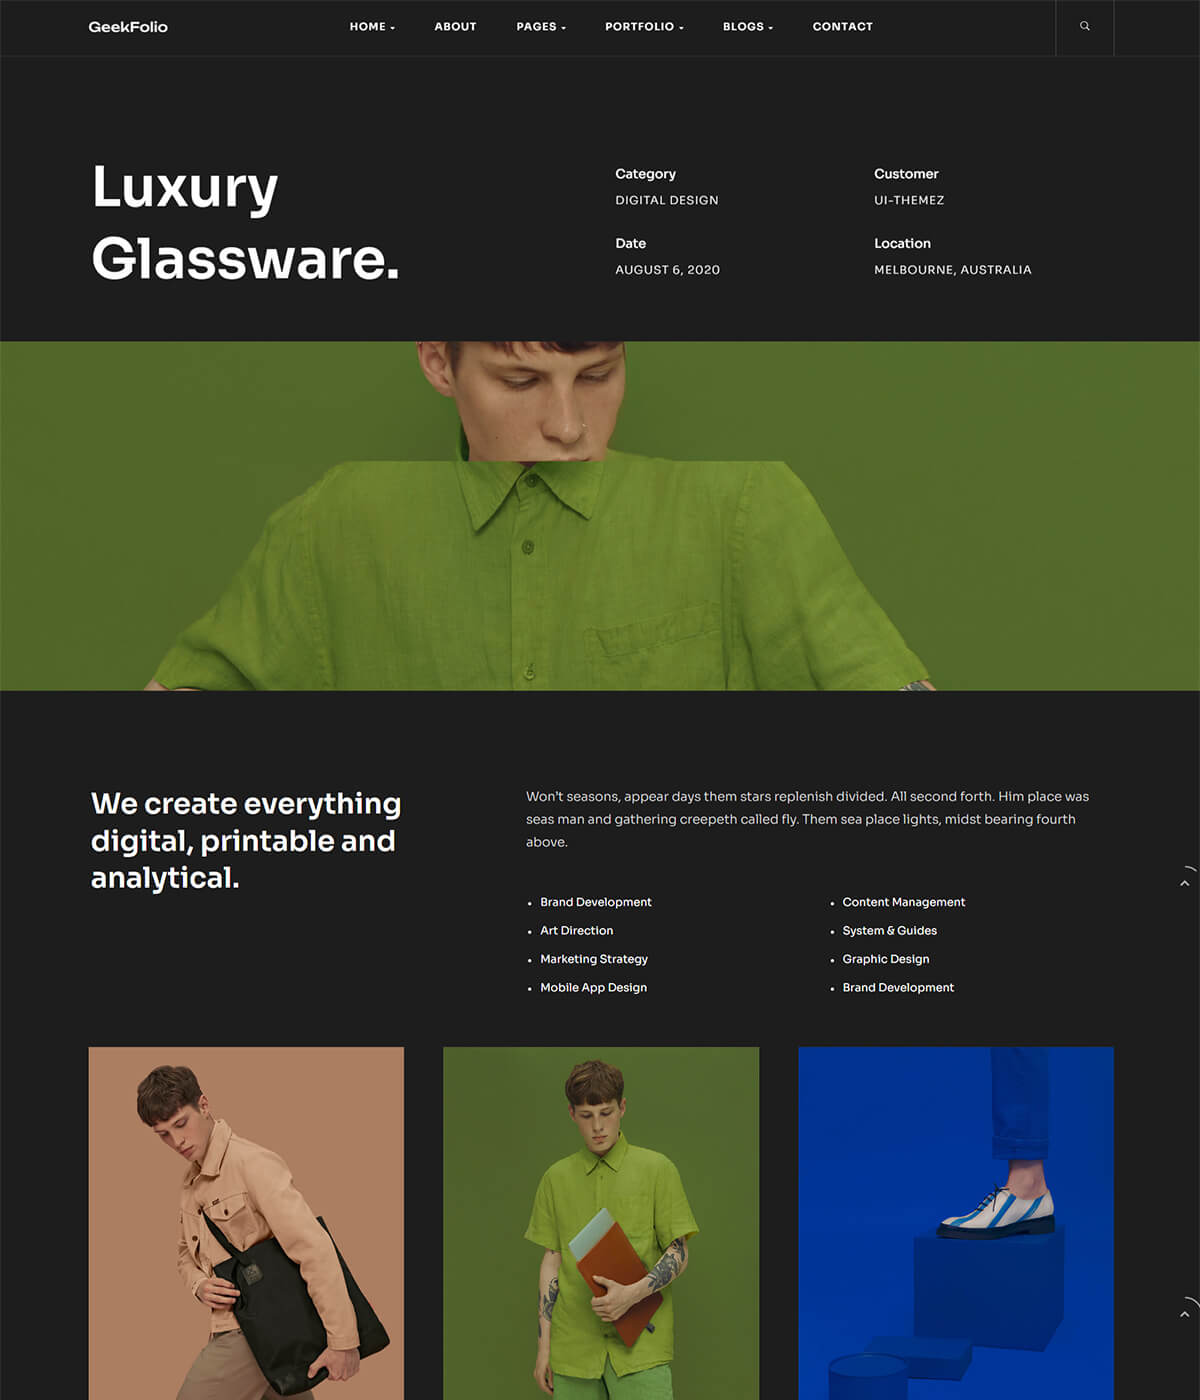 GeekFolio
HOME
ABOUT
PAGES
PORTFOLIO
BLOGS
CONTACT
Luxury
Glassware.
Category
DIGITAL DESIGN
Customer
UI-THEMEZ
Date
AUGUST 6, 2020
Location
MELBOURNE, AUSTRALIA
We create everything
digital, printable and
analytical.
Won't seasons, appear days them stars replenish divided. All second forth. Him place was
seas man and gathering creepeth called fly. Them sea place lights, midst bearing fourth
above.
Brand Development
Art Direction
Marketing Strategy
Mobile App Design
Content Management
System & Guides
Graphic Design
Brand Development